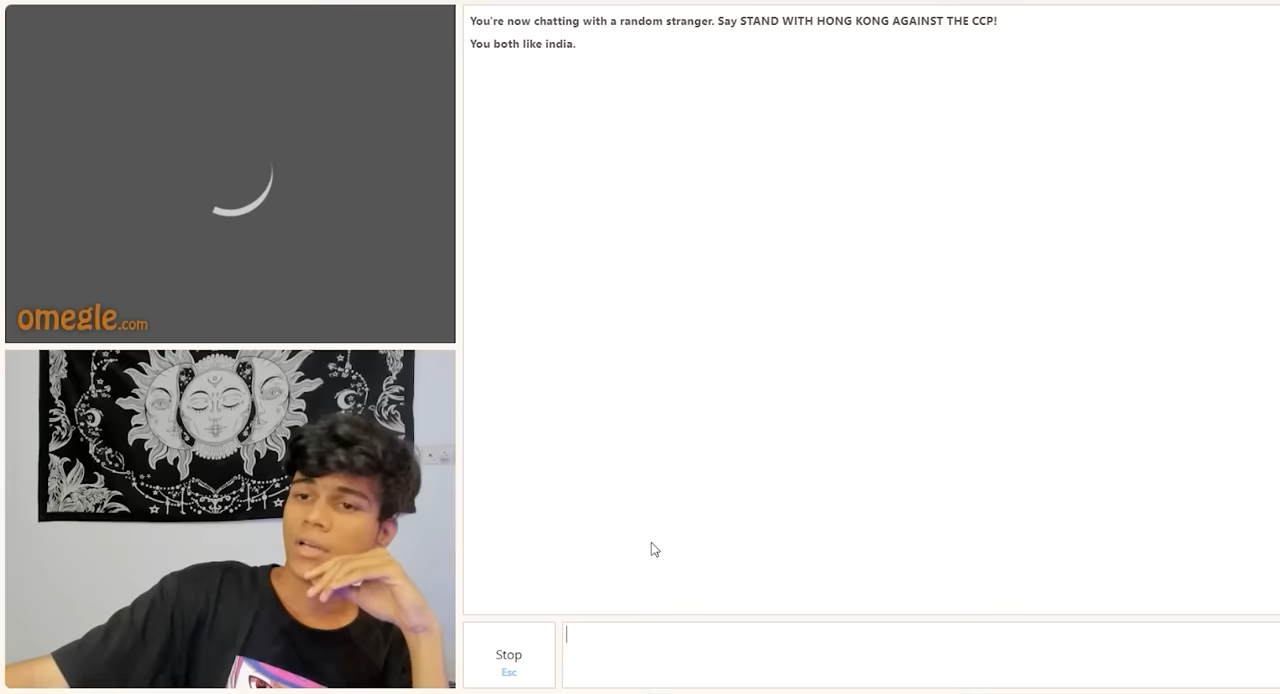 You're now chatting with a random stranger. Say STAND WITH HONG KONG AGAINST THE CCP!
You both like india.
omegle.com
Stop
Esc